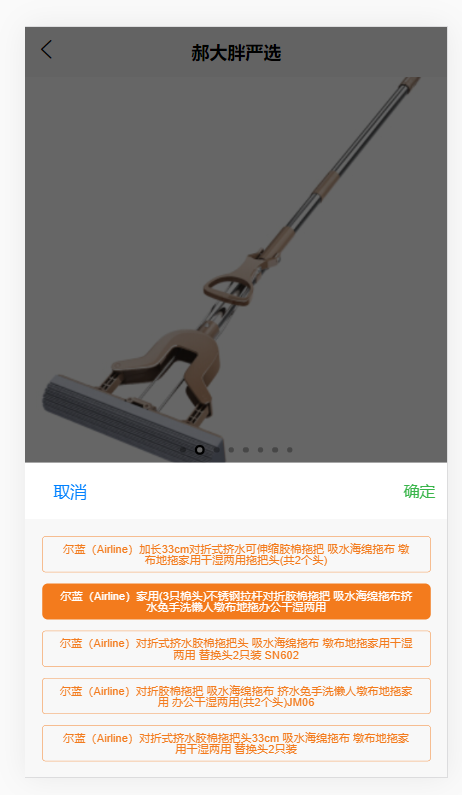 郝大胖严选
取消
确定
尔蓝（Airline）加长33cm对折式挤水可伸缩胶棉拖把 吸水海绵拖布 墩
布地拖家用干湿两用拖把头(共2个头)
尔蓝（Airline）家用(3只棉头)不锈钢拉杆对折胶棉拖把 吸水海绵拖布挤
水免手洗懒人墩布地拖办公干湿两用
尔蓝（Airline）对折式挤水胶棉拖把头 吸水海绵拖布 墩布地拖家用干湿
两用 替换头2只装 SN602
尔蓝（Airline）对折胶棉拖把 吸水海绵拖布 挤水免手洗懒人墩布地拖家
用 办公干湿两用(共2个头)JM06
尔蓝（Airline）对折式挤水胶棉拖把头33cm 吸水海绵拖布 墩布地拖家
用干湿两用 替换头2只装